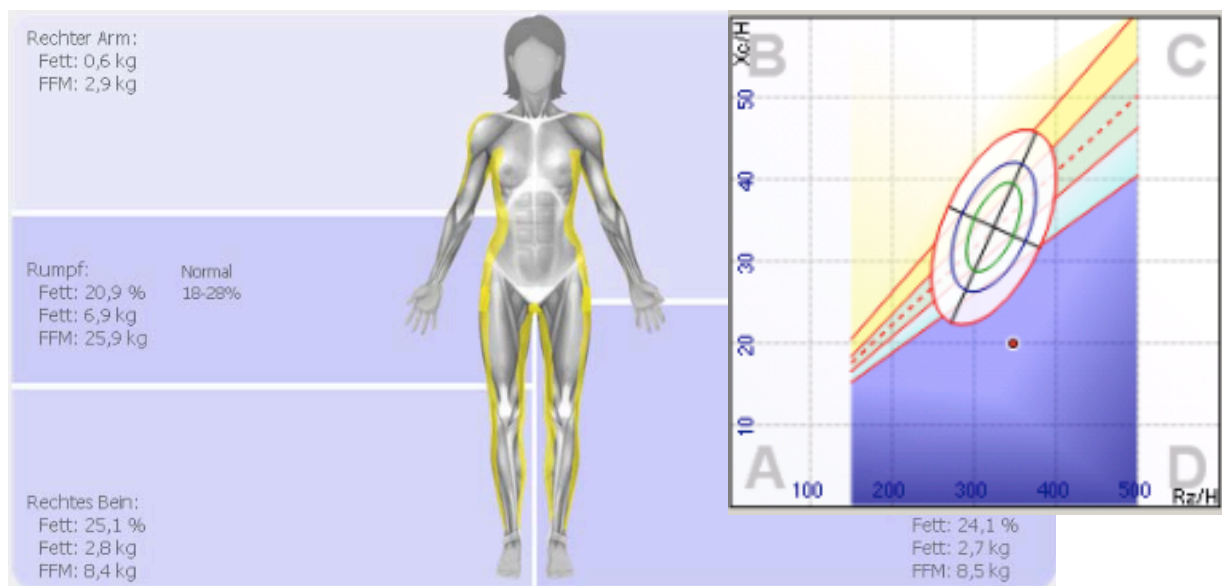 Rechter Arm:
Fett: 0,6 kg
FFM: 2,9 kg
Rumpf: Normal
Fett: 20,9 % 18-28%
Fett: 6,9 kg
FFM: 25,9 kg
Rechtes Bein:
Fett: 25,1 %
Fett: 2,8 kg
FFM: 8,4 kg
Xc/H
B
C
50
40
30
20
10
A
D
100 200 300 400 500 Rz/H
Fett: 24,1 %
Fett: 2,7 kg
FFM: 8,5 kg